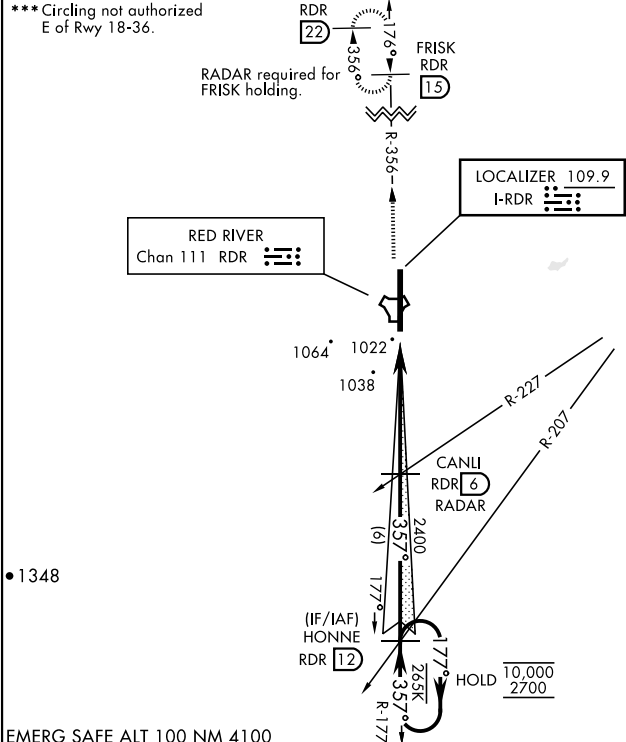 *** Circling not authorized
E of Rwy 18-36.
RDR
22
176°
356°
FRISK
RDR
15
RADAR required for
FRISK holding.
R-356
LOCALIZER 109.9
I-RDR
RED RIVER
Chan 111 RDR
1064
1022
1038
R-227
R-207
CANLI
RDR 6
RADAR
2400
357°
(6)
177°
1348
(IF/IAF)
HONNE
RDR 12
177°
HOLD 10,000
2700
265K
357°
R-177
EMERG SAFE ALT 100 NM 4100